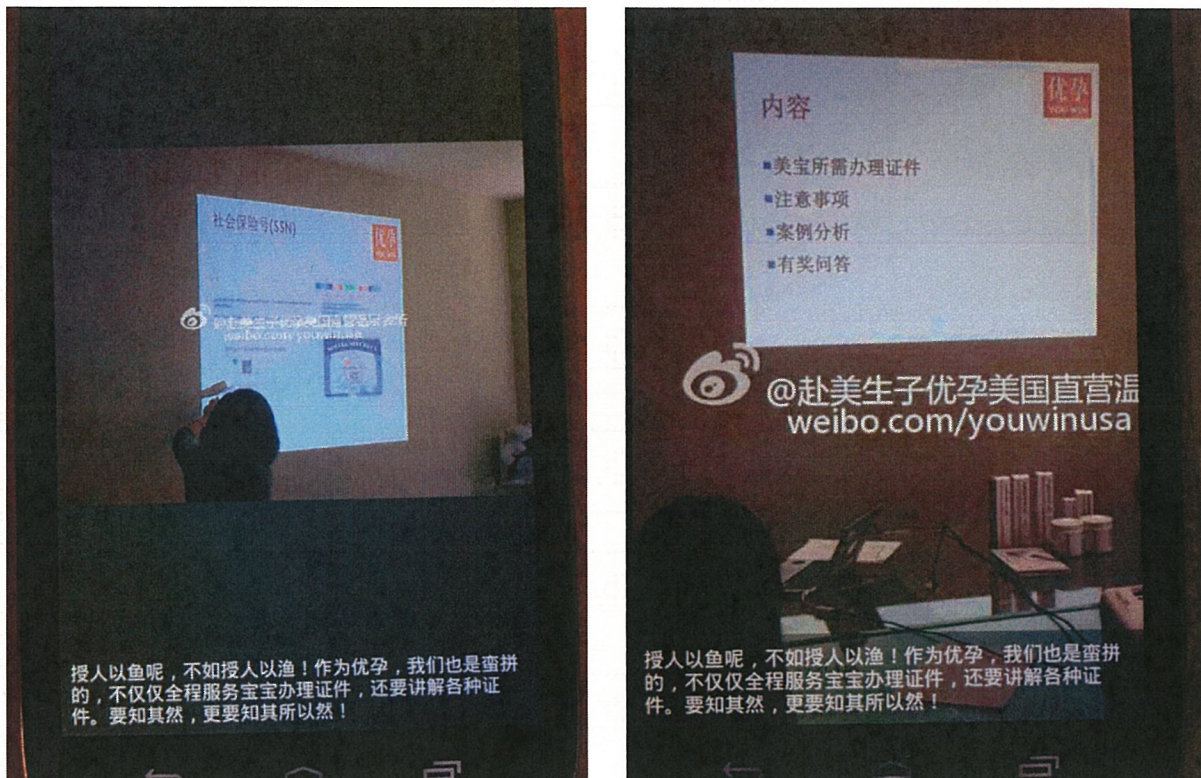 社会保险号(SSN)
优孕
YOU WIN
weibo.com/youwinusa
授人以鱼呢，不如授人以渔！作为优孕，我们也是蛮拼
的，不仅仅全程服务宝宝办理证件，还要讲解各种证
件。要知其然，更要知其所以然！
优孕
YOU WIN
内容
▪美宝所需办理证件
▪注意事项
▪案例分析
▪有奖问答
@赴美生子优孕美国直营温
weibo.com/youwinusa
授人以鱼呢，不如授人以渔！作为优孕，我们也是蛮拼
的，不仅仅全程服务宝宝办理证件，还要讲解各种证
件。要知其然，更要知其所以然！